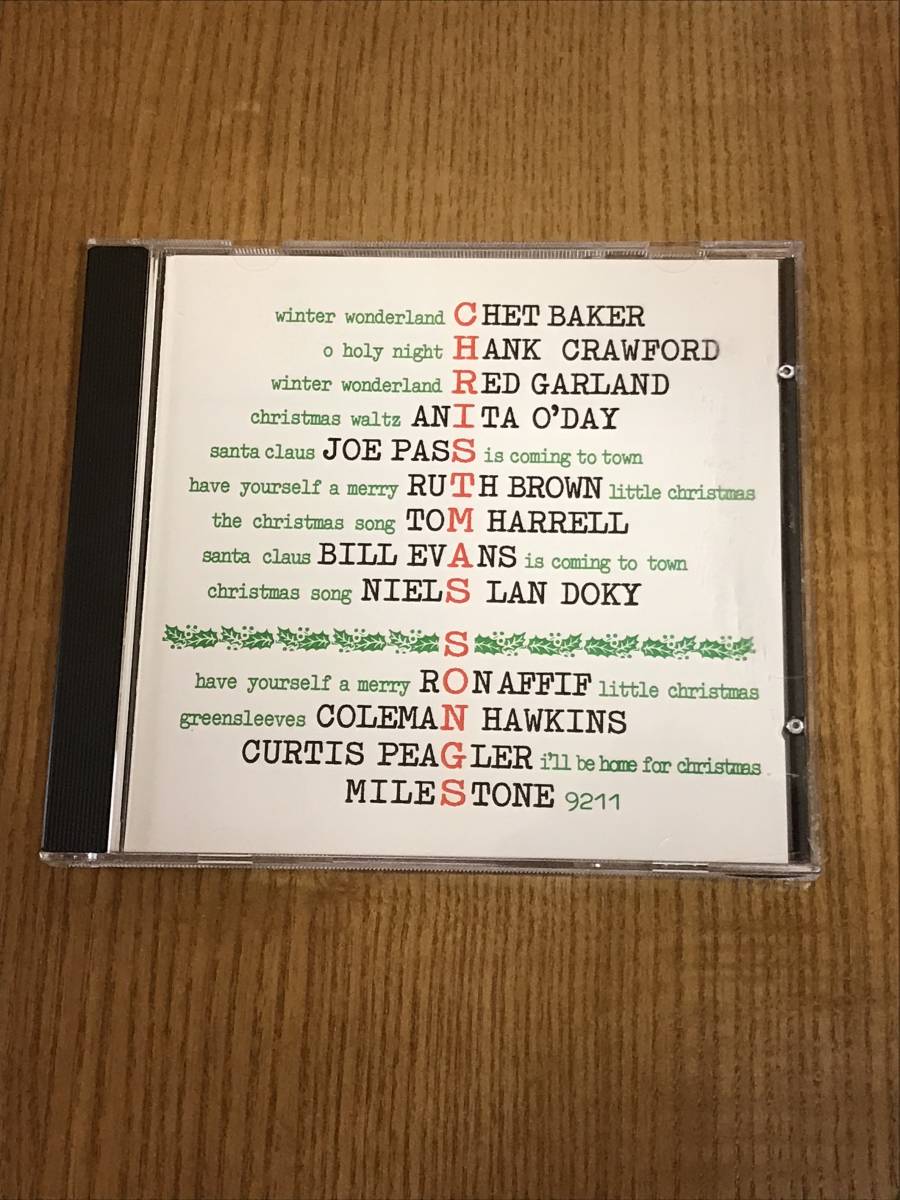 winter wonderland CHET BAKER
o holy night HANK CRAWFORD
winter wonderland RED GARLAND
christmas waltz ANITA O'DAY
santa claus JOE PASS is coming to town
have yourself a merry RUTH BROWN little christmas
the christmas song TOM HARRELL
santa claus BILL EVANS is coming to town
christmas song NIELS LAN DOKY
S
have yourself a merry RON AFFIF little christmas
greensleeves COLEMAN HAWKINS
CURTIS PEAGLER i'll be home for christmas
MILESTONE 9211